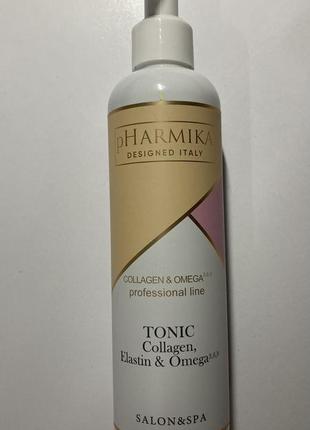 pHARMIKA
DESIGNED ITALY
COLLAGEN & OMEGA
professional line
TONIC
Collagen,
Elastin & Omega
SALON&SPA